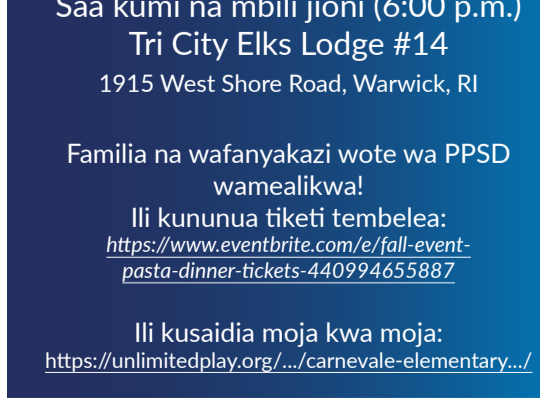 Saa kumi na mbili jioni (6:00 p.m.)
Tri City Elks Lodge #14
1915 West Shore Road, Warwick, RI
Familia na wafanyakazi wote wa PPSD
wamealikwa!
Ili kununua tiketi tembelea:
https://www.eventbrite.com/e/fall-event-
pasta-dinner-tickets-440994655887
Ili kusaidia moja kwa moja:
https://unlimitedplay.org/.../carnevale-elementary.../